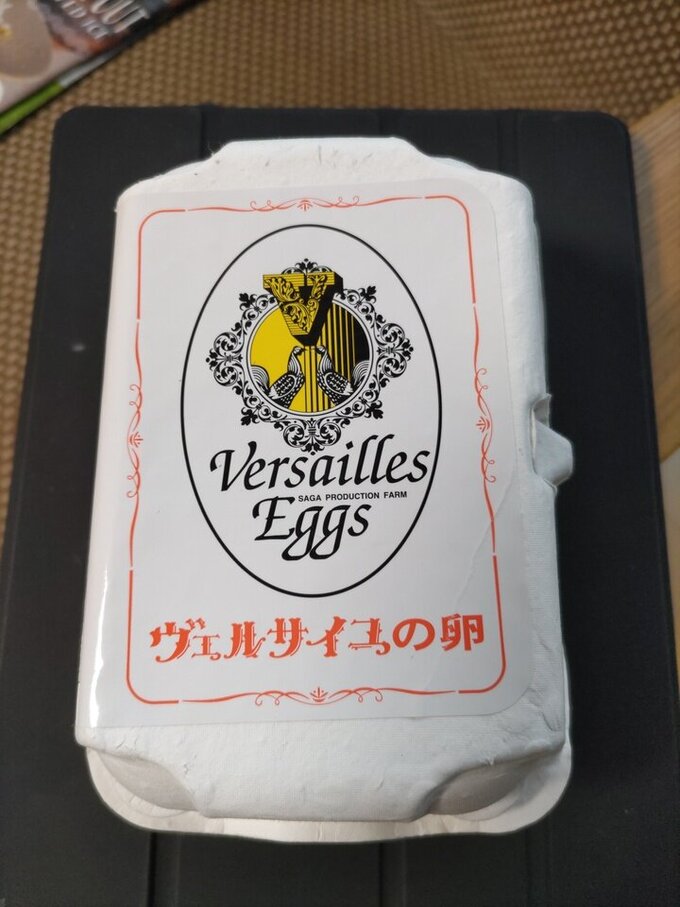 V
Versailles
SAGA PRODUCTION FARM
Eggs
ヴェルサイユの卵